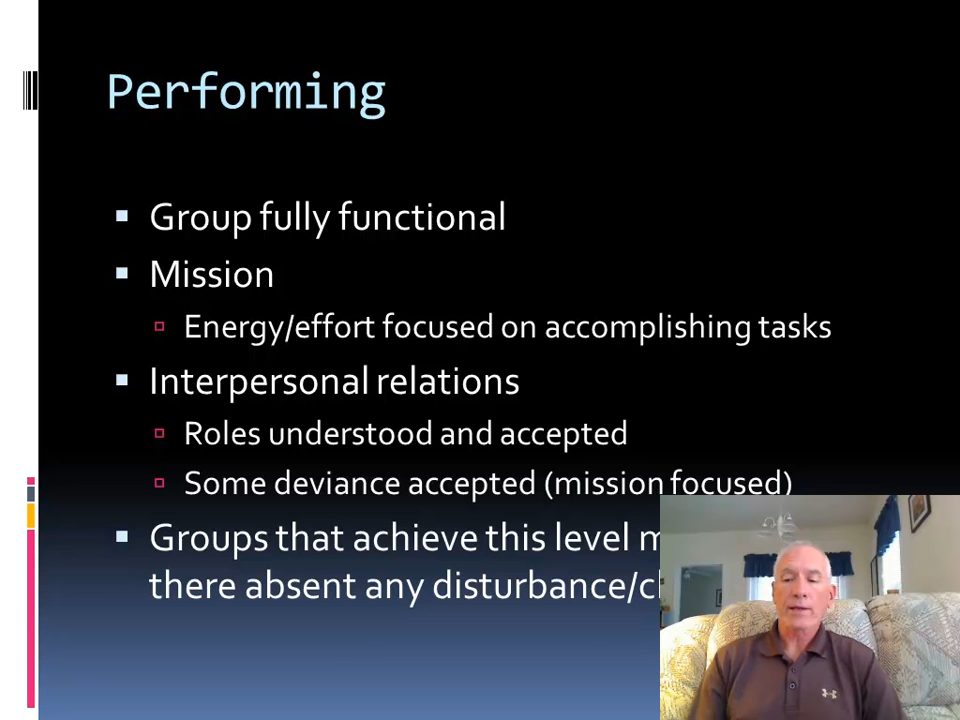 Performing
Group fully functional
Mission
Energy/effort focused on accomplishing tasks
Interpersonal relations
Roles understood and accepted
Some deviance accepted (mission focused)
Groups that achieve this level
there absent any